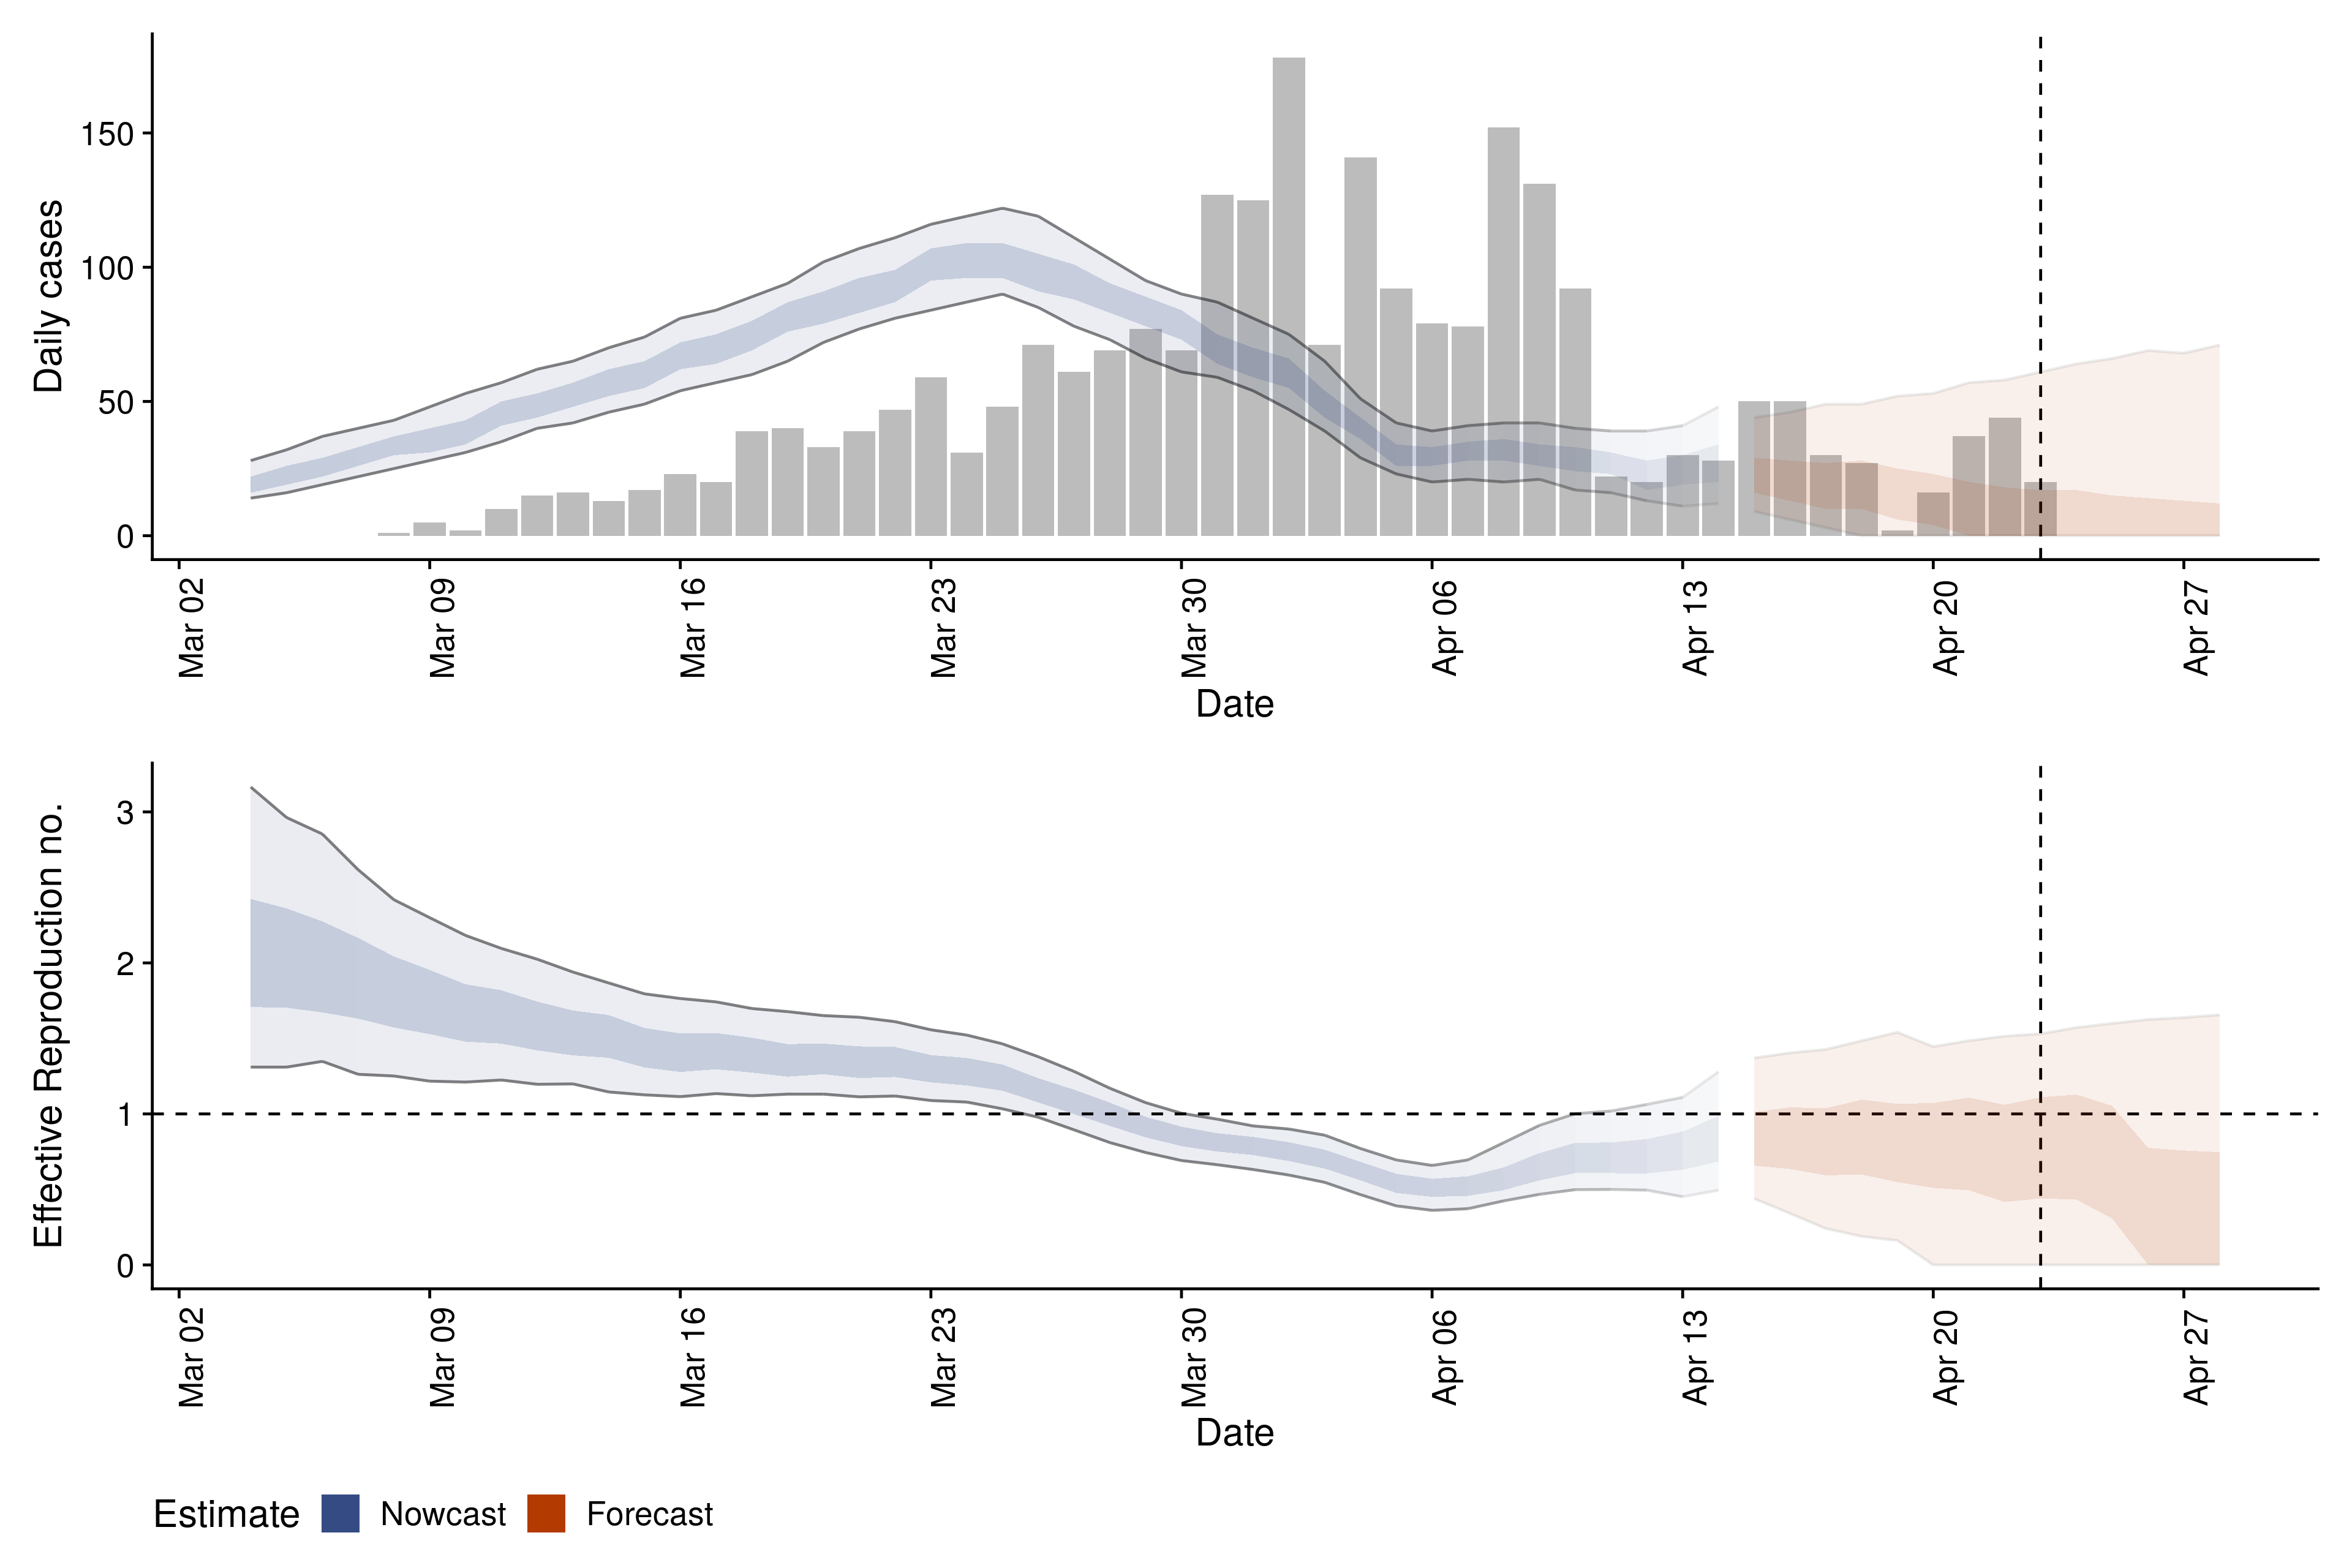 Daily cases
150
100
50
0
Mar 02
Mar 09
Mar 16
Mar 23
Mar 30
Apr 06
Apr 13
Apr 20
Apr 27
Date
Effective Reproduction no.
3
2
1
0
Mar 02
Mar 09
Mar 16
Mar 23
Mar 30
Apr 06
Apr 13
Apr 20
Apr 27
Date
Estimate Nowcast Forecast